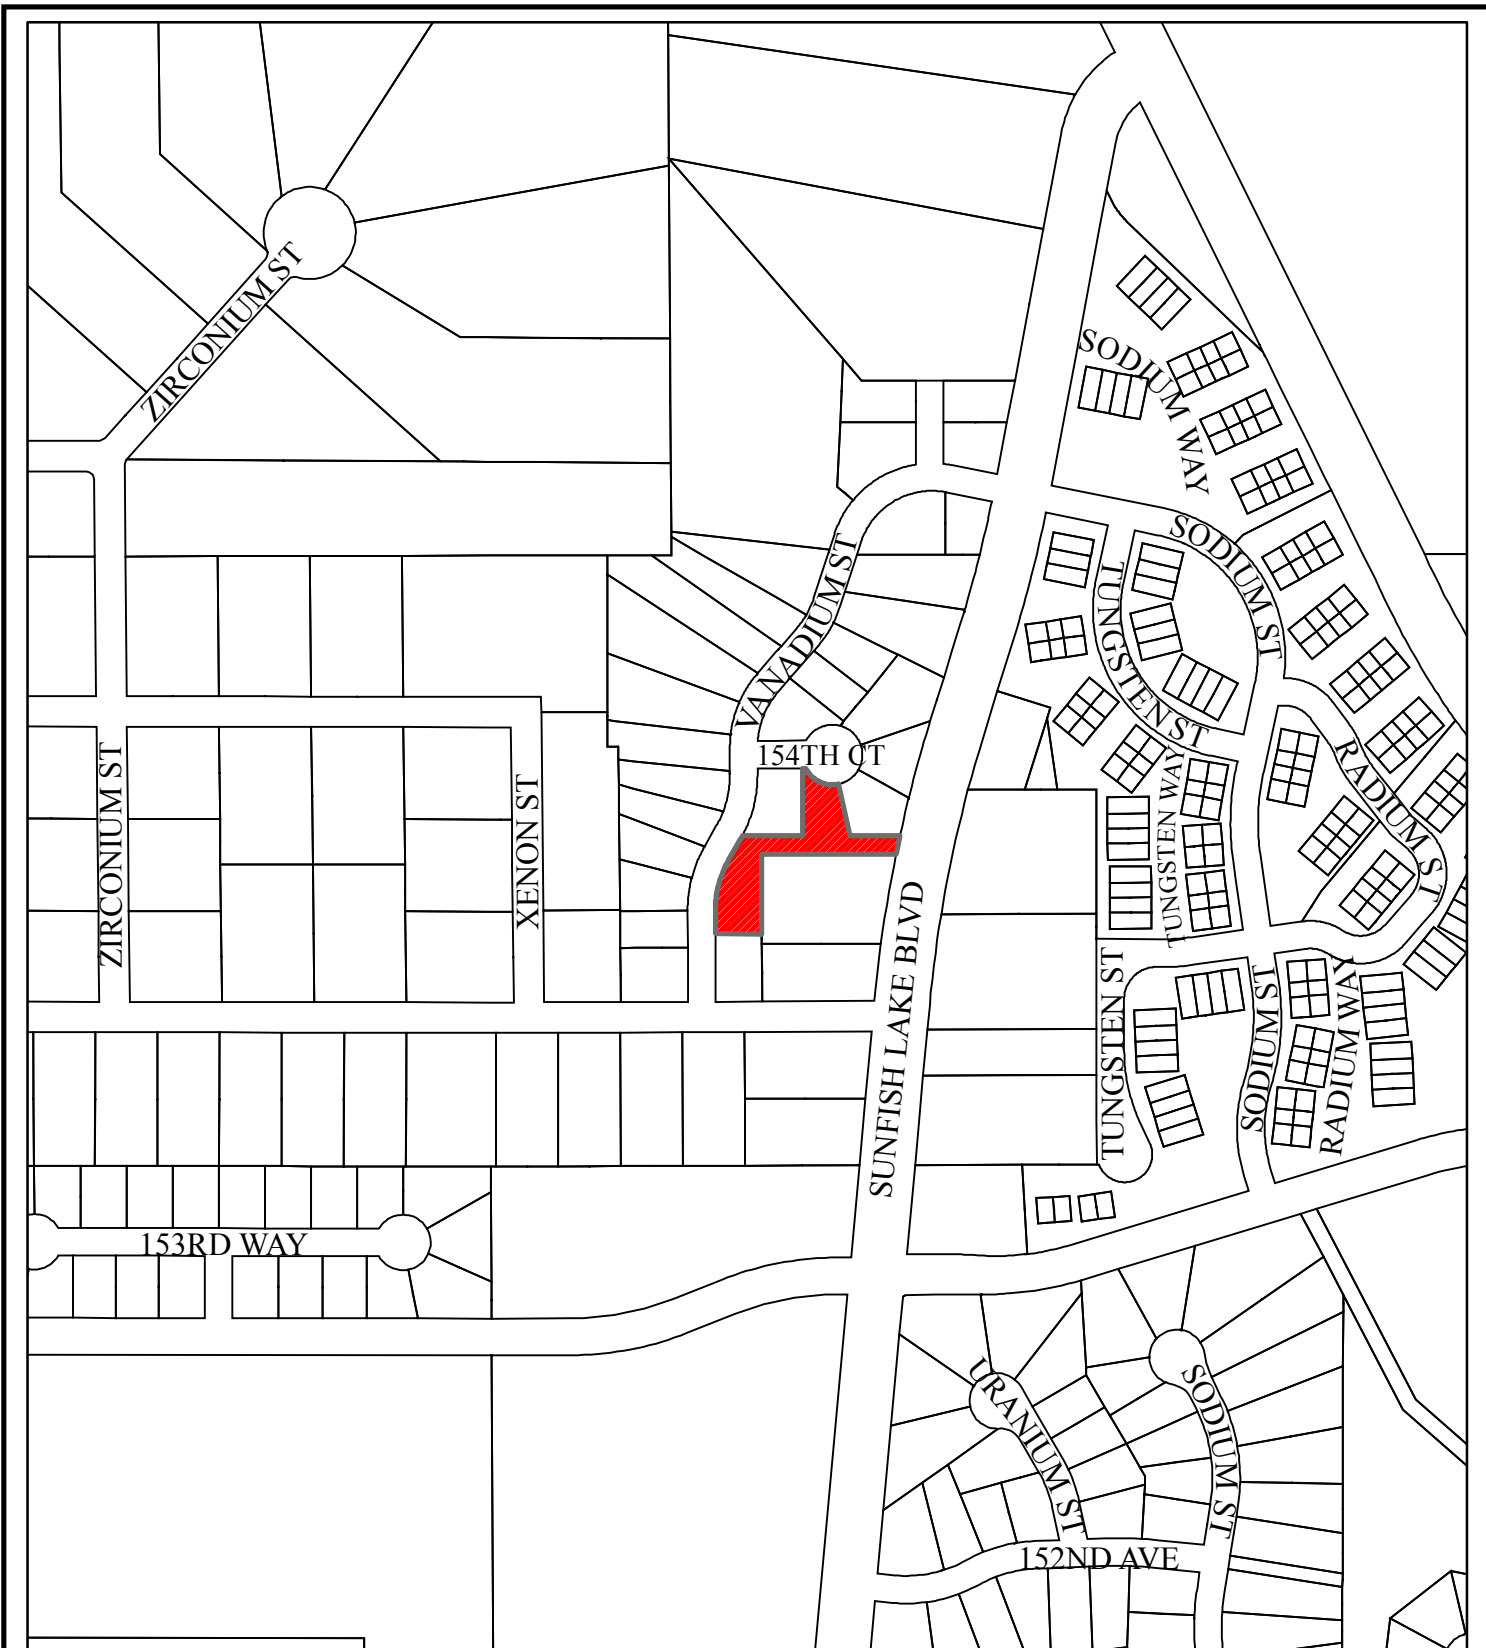 ZIRCONIUM ST
SODIUM WAY
SODIUM ST
VANADIUM ST
TUNGSTEN ST
154TH CT
RADIUM ST
ZIRCONIUM ST
XENON ST
TUNGSTEN WAY
SUNFISH LAKE BLVD
TUNGSTEN ST
SODIUM ST
RADIUM WAY
153RD WAY
URANIUM ST
SODIUM ST
152ND AVE